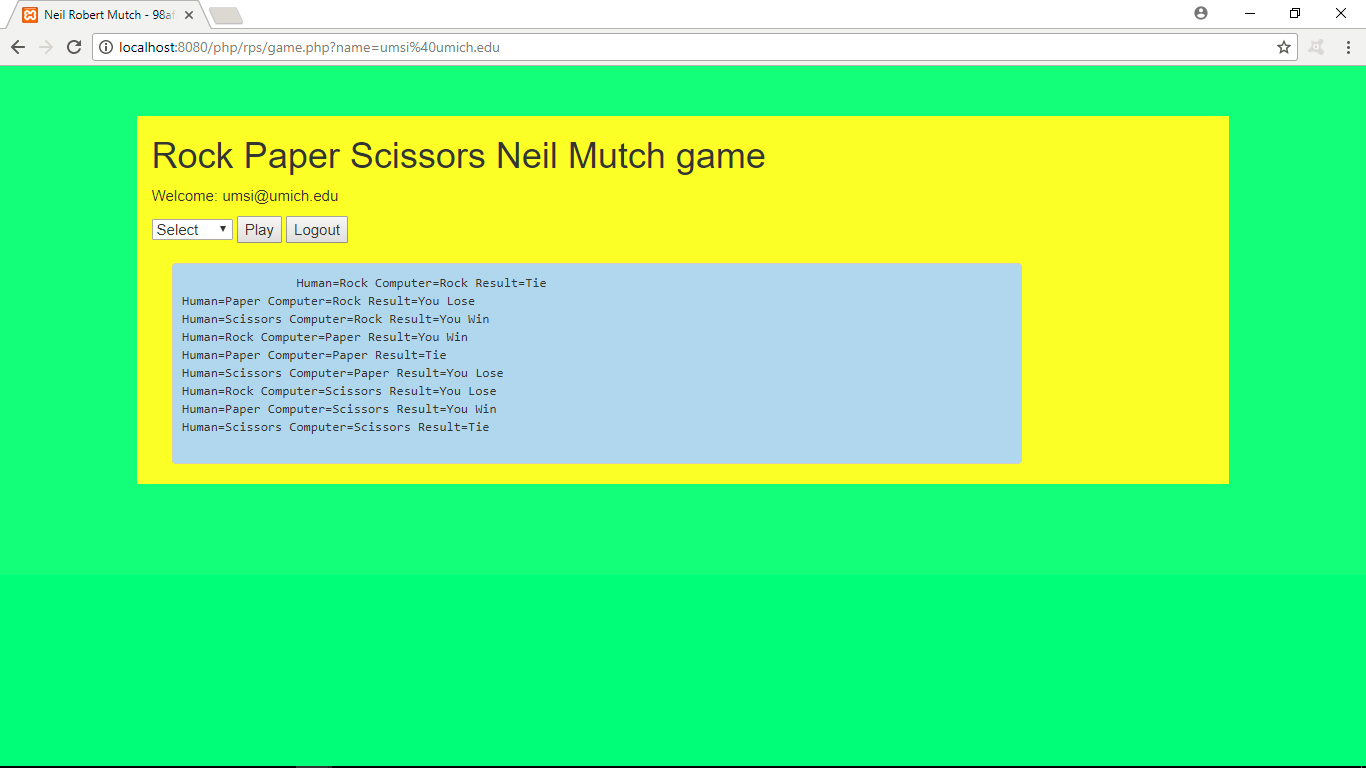 Neil Robert Mutch - 98af
localhost:8080/php/rps/game.php?name=umsi%40umich.edu
Rock Paper Scissors Neil Mutch game
Welcome: umsi@umich.edu
Select Play Logout
Human=Rock Computer=Rock Result=Tie
Human=Paper Computer=Rock Result=You Lose
Human=Scissors Computer=Rock Result=You Win
Human=Rock Computer=Paper Result=You Win
Human=Paper Computer=Paper Result=Tie
Human=Scissors Computer=Paper Result=You Lose
Human=Rock Computer=Scissors Result=You Lose
Human=Paper Computer=Scissors Result=You Win
Human=Scissors Computer=Scissors Result=Tie